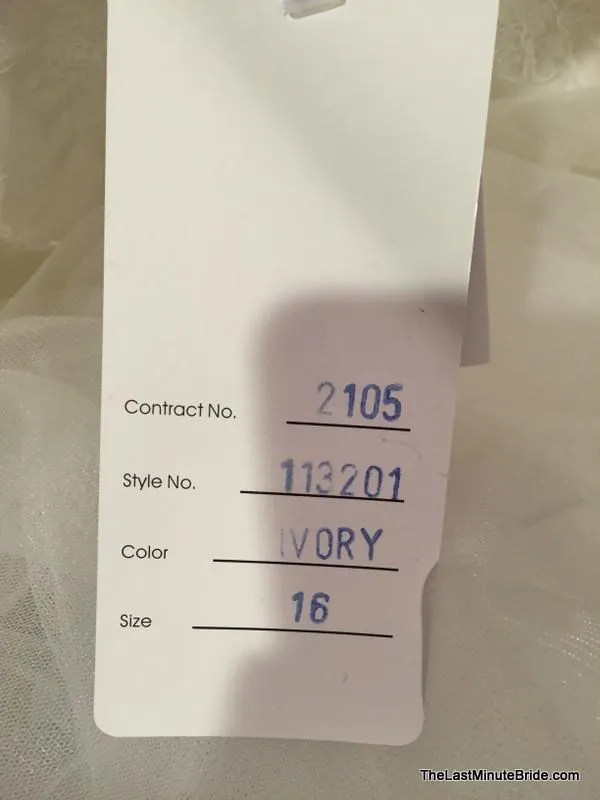 Contract No. 2105
Style No. 113201
Color IVORY
Size 16
TheLastMinuteBride.com